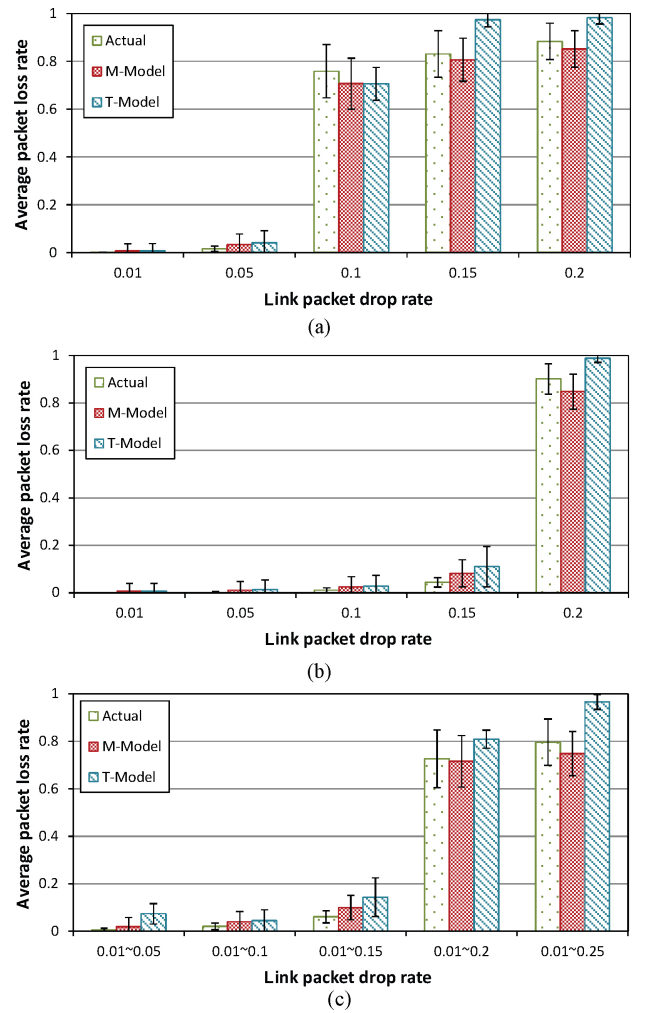 Average packet loss rate
1
0.8
0.6
0.4
0.2
0
Actual
M-Model
T-Model
0.01 0.05 0.1 0.15 0.2
Link packet drop rate
(a)
Average packet loss rate
1
0.8
0.6
0.4
0.2
0
Actual
M-Model
T-Model
0.01 0.05 0.1 0.15 0.2
Link packet drop rate
(b)
Average packet loss rate
1
0.8
0.6
0.4
0.2
0
Actual
M-Model
T-Model
0.01~0.05 0.01~0.1 0.01~0.15 0.01~0.2 0.01~0.25
Link packet drop rate
(c)